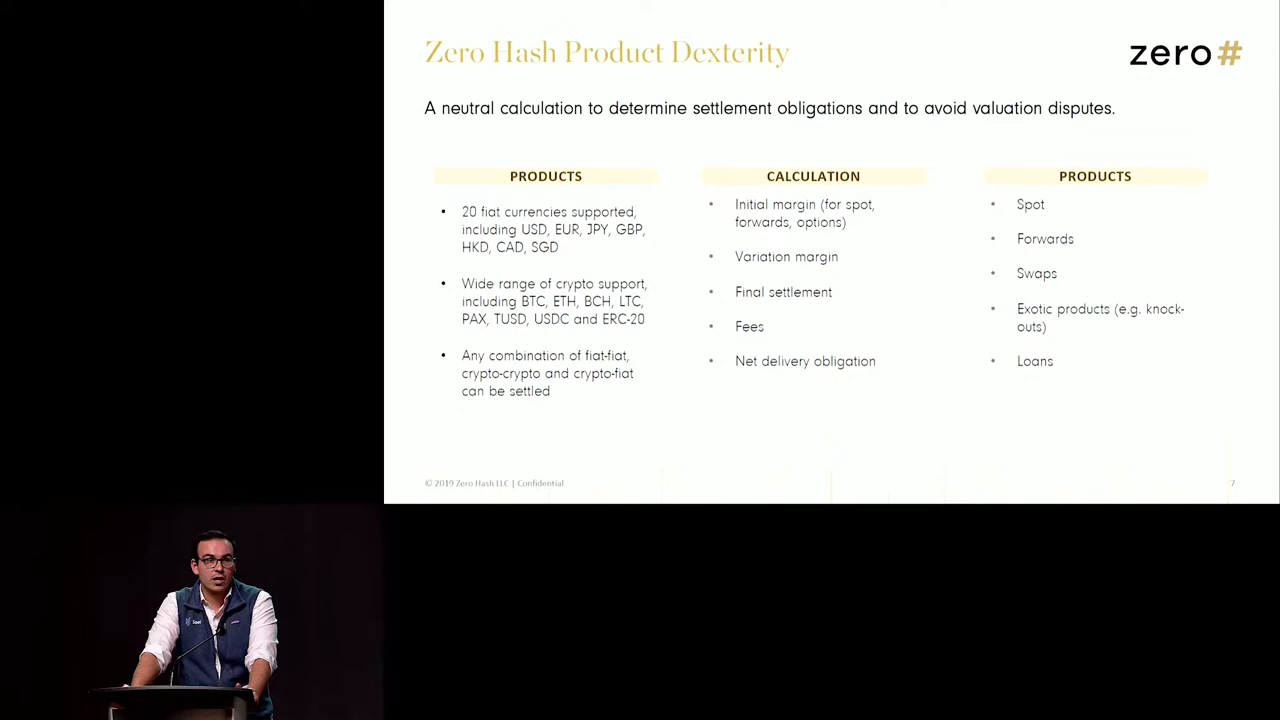 Zero Hash Product Dexterity
zero#
A neutral calculation to determine settlement obligations and to avoid valuation disputes.
PRODUCTS
• 20 fiat currencies supported,
including USD, EUR, JPY, GBP,
HKD, CAD, SGD
• Wide range of crypto support,
including BTC, ETH, BCH, LTC,
PAX, TUSD, USDC and ERC-20
• Any combination of fiat-fiat,
crypto-crypto and crypto-fiat
can be settled
CALCULATION
• Initial margin (for spot,
forwards, options)
• Variation margin
• Final settlement
• Fees
• Net delivery obligation
PRODUCTS
• Spot
• Forwards
• Swaps
• Exotic products (e.g. knock-
outs)
• Loans
© 2019 Zero Hash LLC | Confidential
7